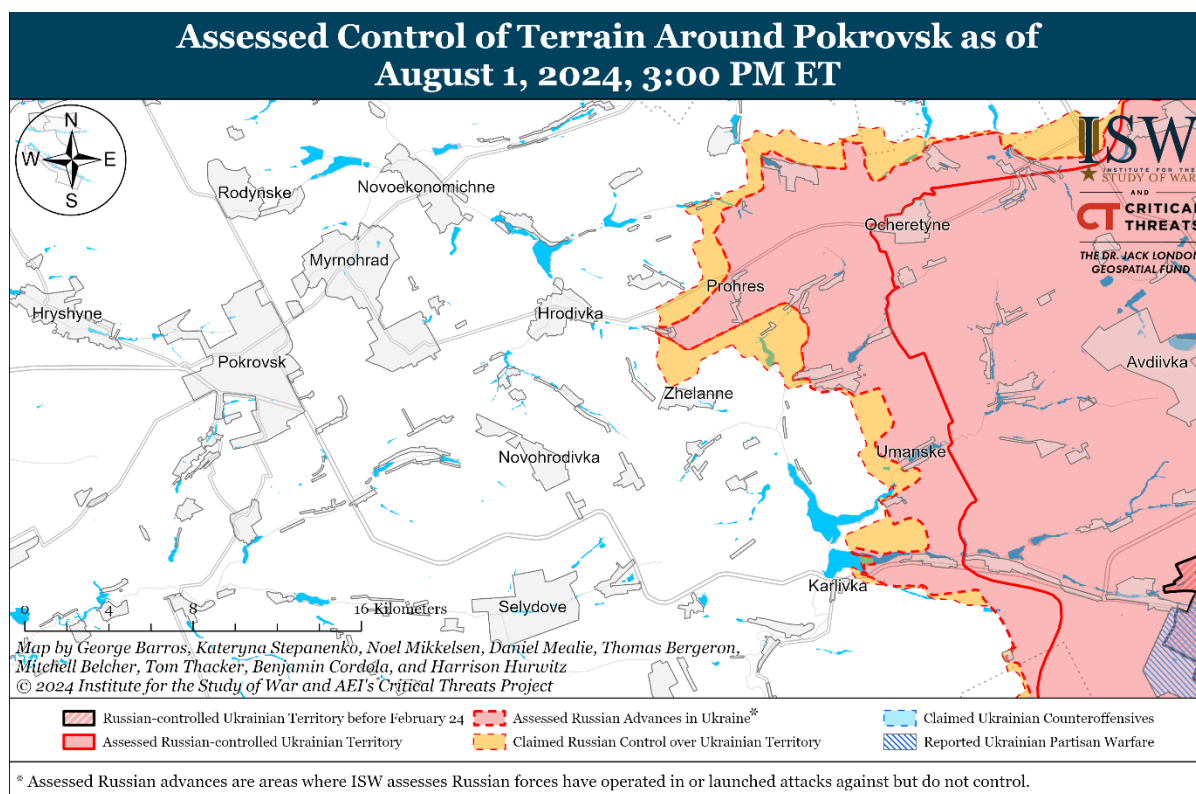 Assessed Control of Terrain Around Pokrovsk as of
August 1, 2024, 3:00 PM ET
N
W E
S
ISW
INSTITUTE FOR THE
STUDY OF WAR
AND
CT CRITICAL
THREATS
THE DR. JACK LONDON
GEOSPATIAL FUND
Rodynske
Novoekonomichne
Ocheretyne
Myrnohrad
Prohres
Hryshyne
Hrodivka
Pokrovsk
Avdiivka
Zhelanne
Novohrodivka
Umanske
Karlivka
Selydove
0 4 8 16 Kilometers
Map by George Barros, Kateryna Stepanenko, Noel Mikkelsen, Daniel Mealie, Thomas Bergeron,
Mitchell Belcher, Tom Thacker, Benjamin Cordola, and Harrison Hurwitz
© 2024 Institute for the Study of War and AEI's Critical Threats Project
Russian-controlled Ukrainian Territory before February 24
Assessed Russian Advances in Ukraine*
Claimed Ukrainian Counteroffensives
Assessed Russian-controlled Ukrainian Territory
Claimed Russian Control over Ukrainian Territory
Reported Ukrainian Partisan Warfare
* Assessed Russian advances are areas where ISW assesses Russian forces have operated in or launched attacks against but do not control.